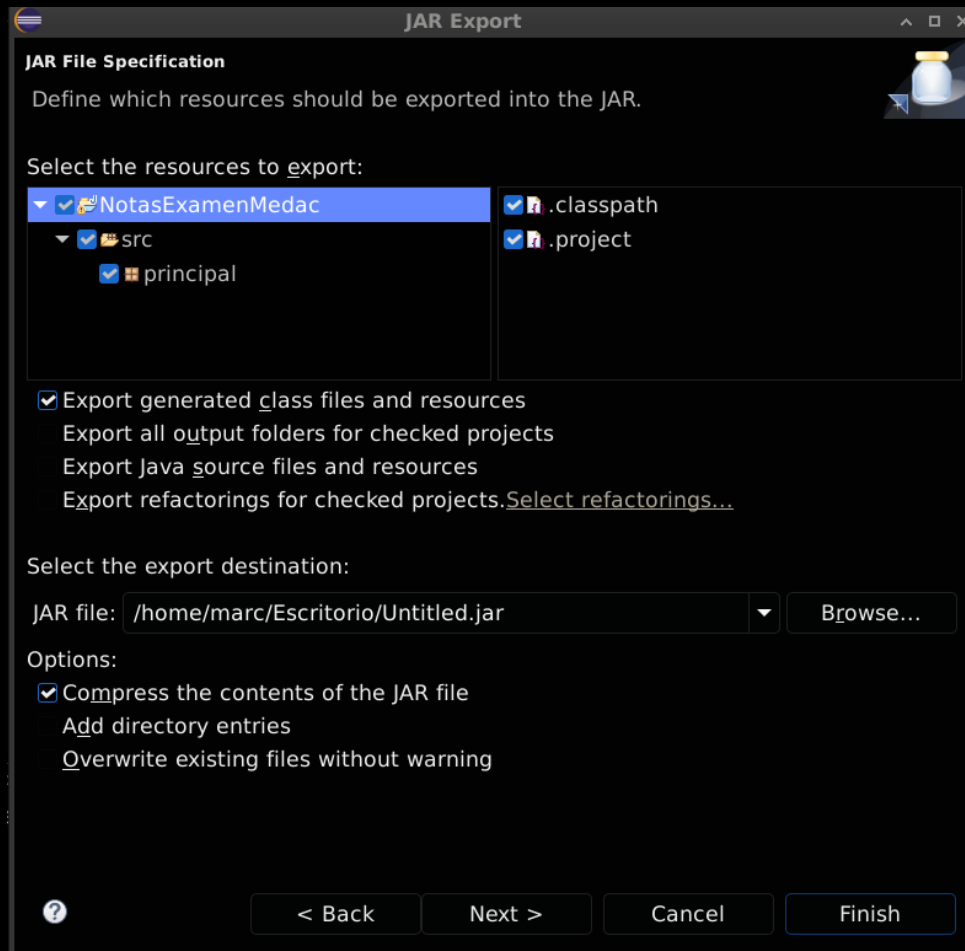 JAR Export
JAR File Specification
Define which resources should be exported into the JAR.
Select the resources to export:
NotasExamenMedac
.classpath
src
.project
principal
Export generated class files and resources
Export all output folders for checked projects
Export Java source files and resources
Export refactorings for checked projects. Select refactorings...
Select the export destination:
JAR file: /home/marc/Escritorio/Untitled.jar Browse...
Options:
Compress the contents of the JAR file
Add directory entries
Overwrite existing files without warning
? < Back Next > Cancel Finish